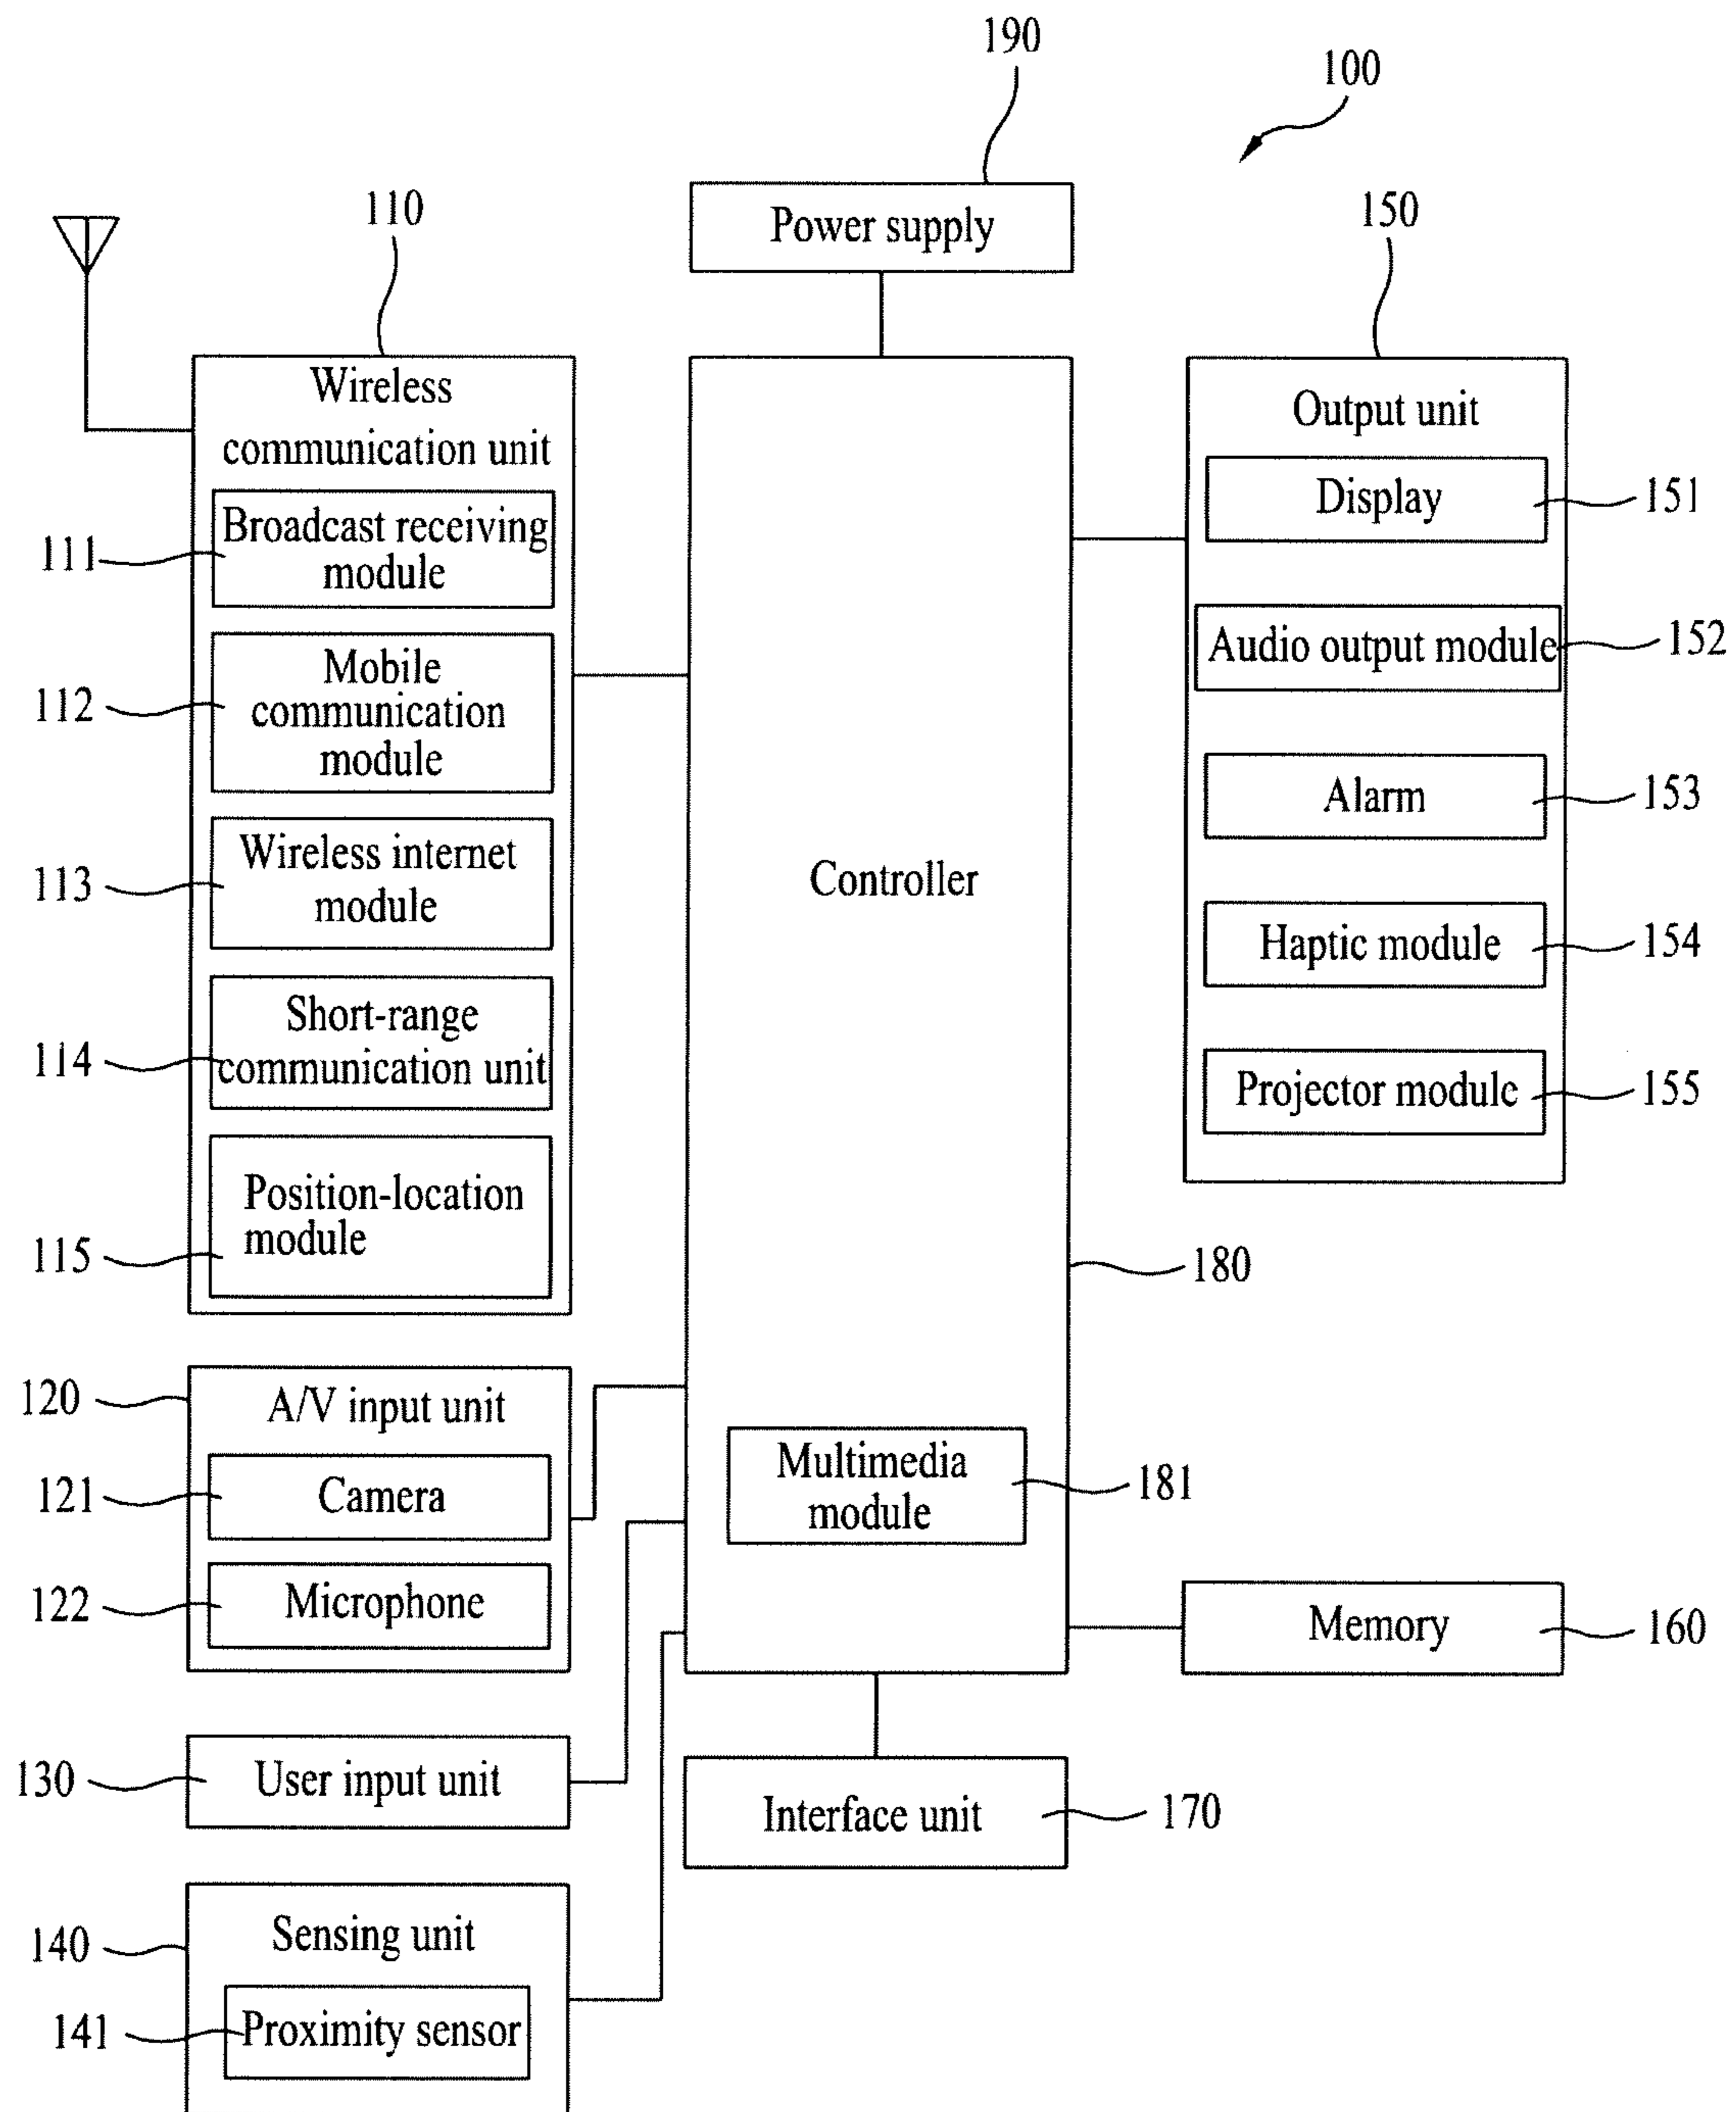 190
100
110
Power supply
150
Wireless
communication unit
Output unit
111
Broadcast receiving
module
Display
151
112
Mobile
communication
module
Audio output module
152
113
Wireless internet
module
Alarm
153
Controller
114
Short-range
communication unit
Haptic module
154
115
Position-location
module
Projector module
155
180
120
A/V input unit
121
Camera
Multimedia
module
181
122
Microphone
Memory
160
130
User input unit
Interface unit
170
140
Sensing unit
141
Proximity sensor